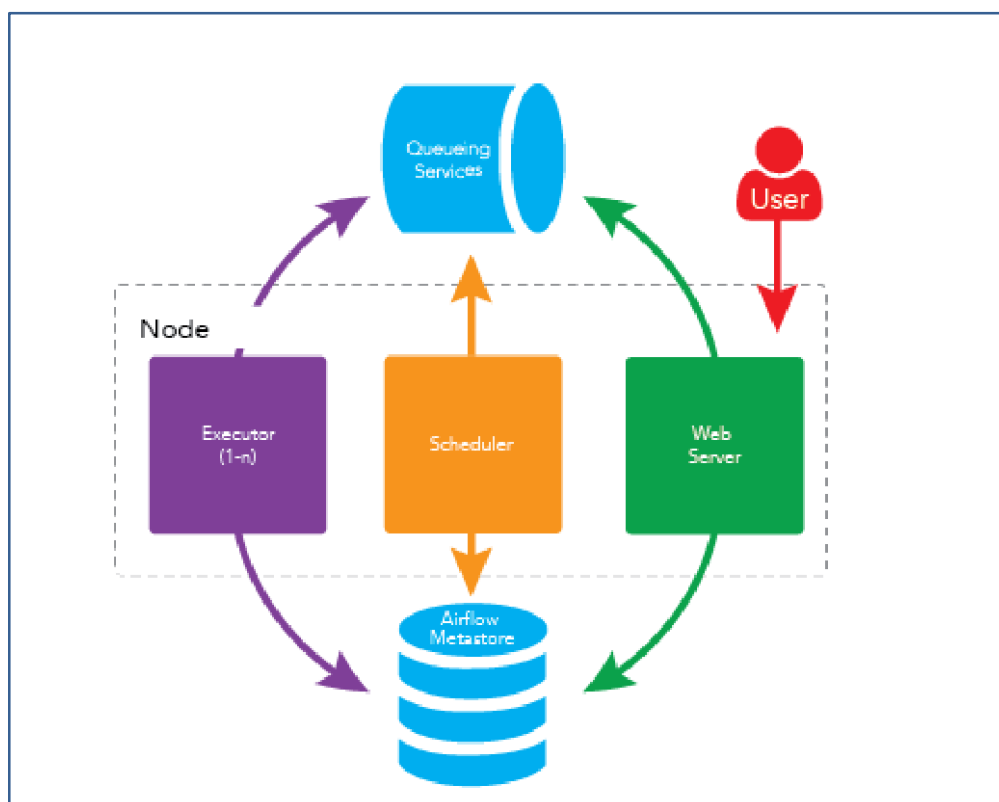 Queueing
Services
User
Node
Executor
(1-n)
Scheduler
Web
Server
Airflow
Metastore